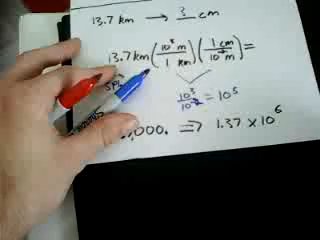 13.7 km → ? cm
13.7 km (10³ m / 1 km) (1 cm / 10⁻² m) =
10³ / 10⁻² = 10⁵
0,000. ⇒ 1.37 × 10⁶